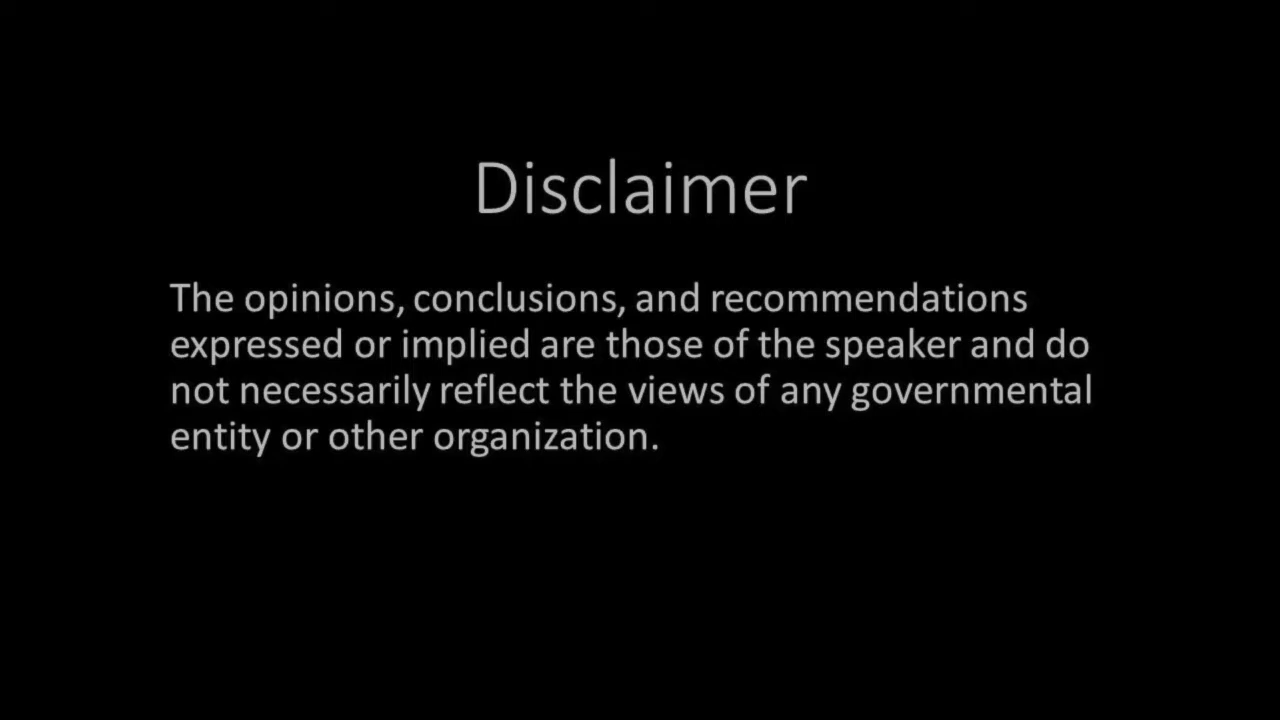 Disclaimer
The opinions, conclusions, and recommendations
expressed or implied are those of the speaker and do
not necessarily reflect the views of any governmental
entity or other organization.